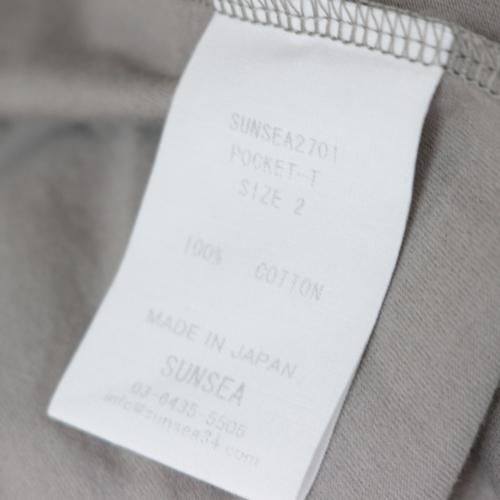 SUNSEA2701
POCKET-T
SIZE 2
100% COTTON
MADE IN JAPAN
SUNSEA
03-6435-5505
info@sunsea34.com